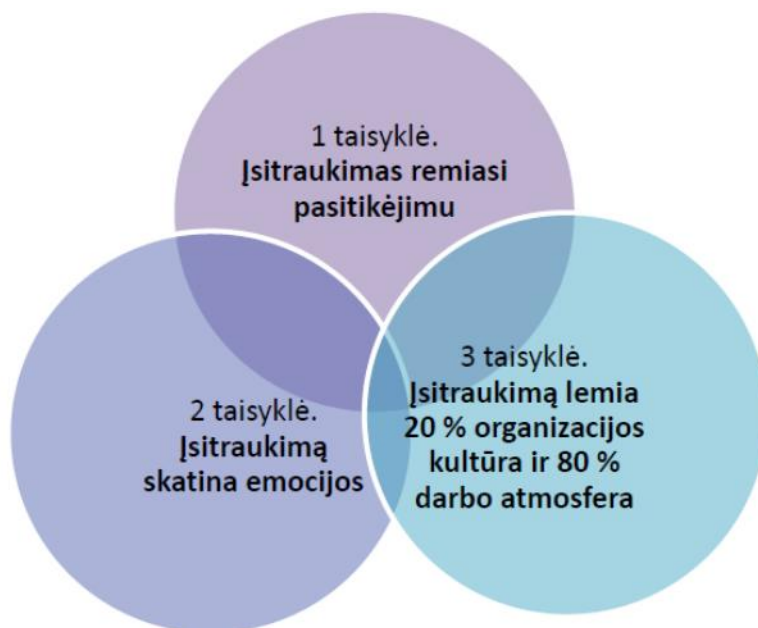 1 taisyklė.
Įsitraukimas remiasi
pasitikėjimu
2 taisyklė.
Įsitraukimą
skatina emocijos
3 taisyklė.
Įsitraukimą lemia
20 % organizacijos
kultūra ir 80 %
darbo atmosfera